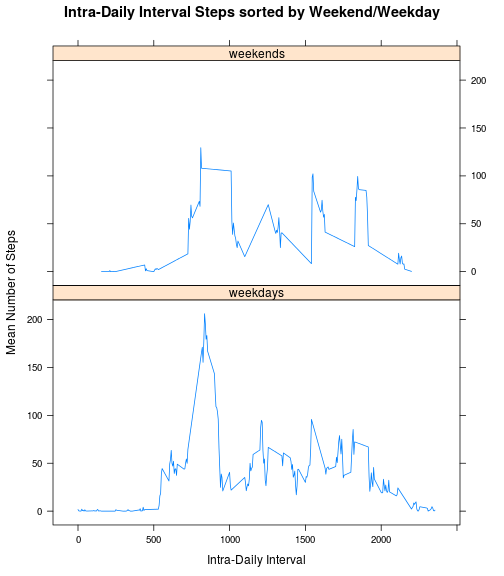 Intra-Daily Interval Steps sorted by Weekend/Weekday
weekends
200
150
100
50
0
Mean Number of Steps
weekdays
200
150
100
50
0
0 500 1000 1500 2000
Intra-Daily Interval